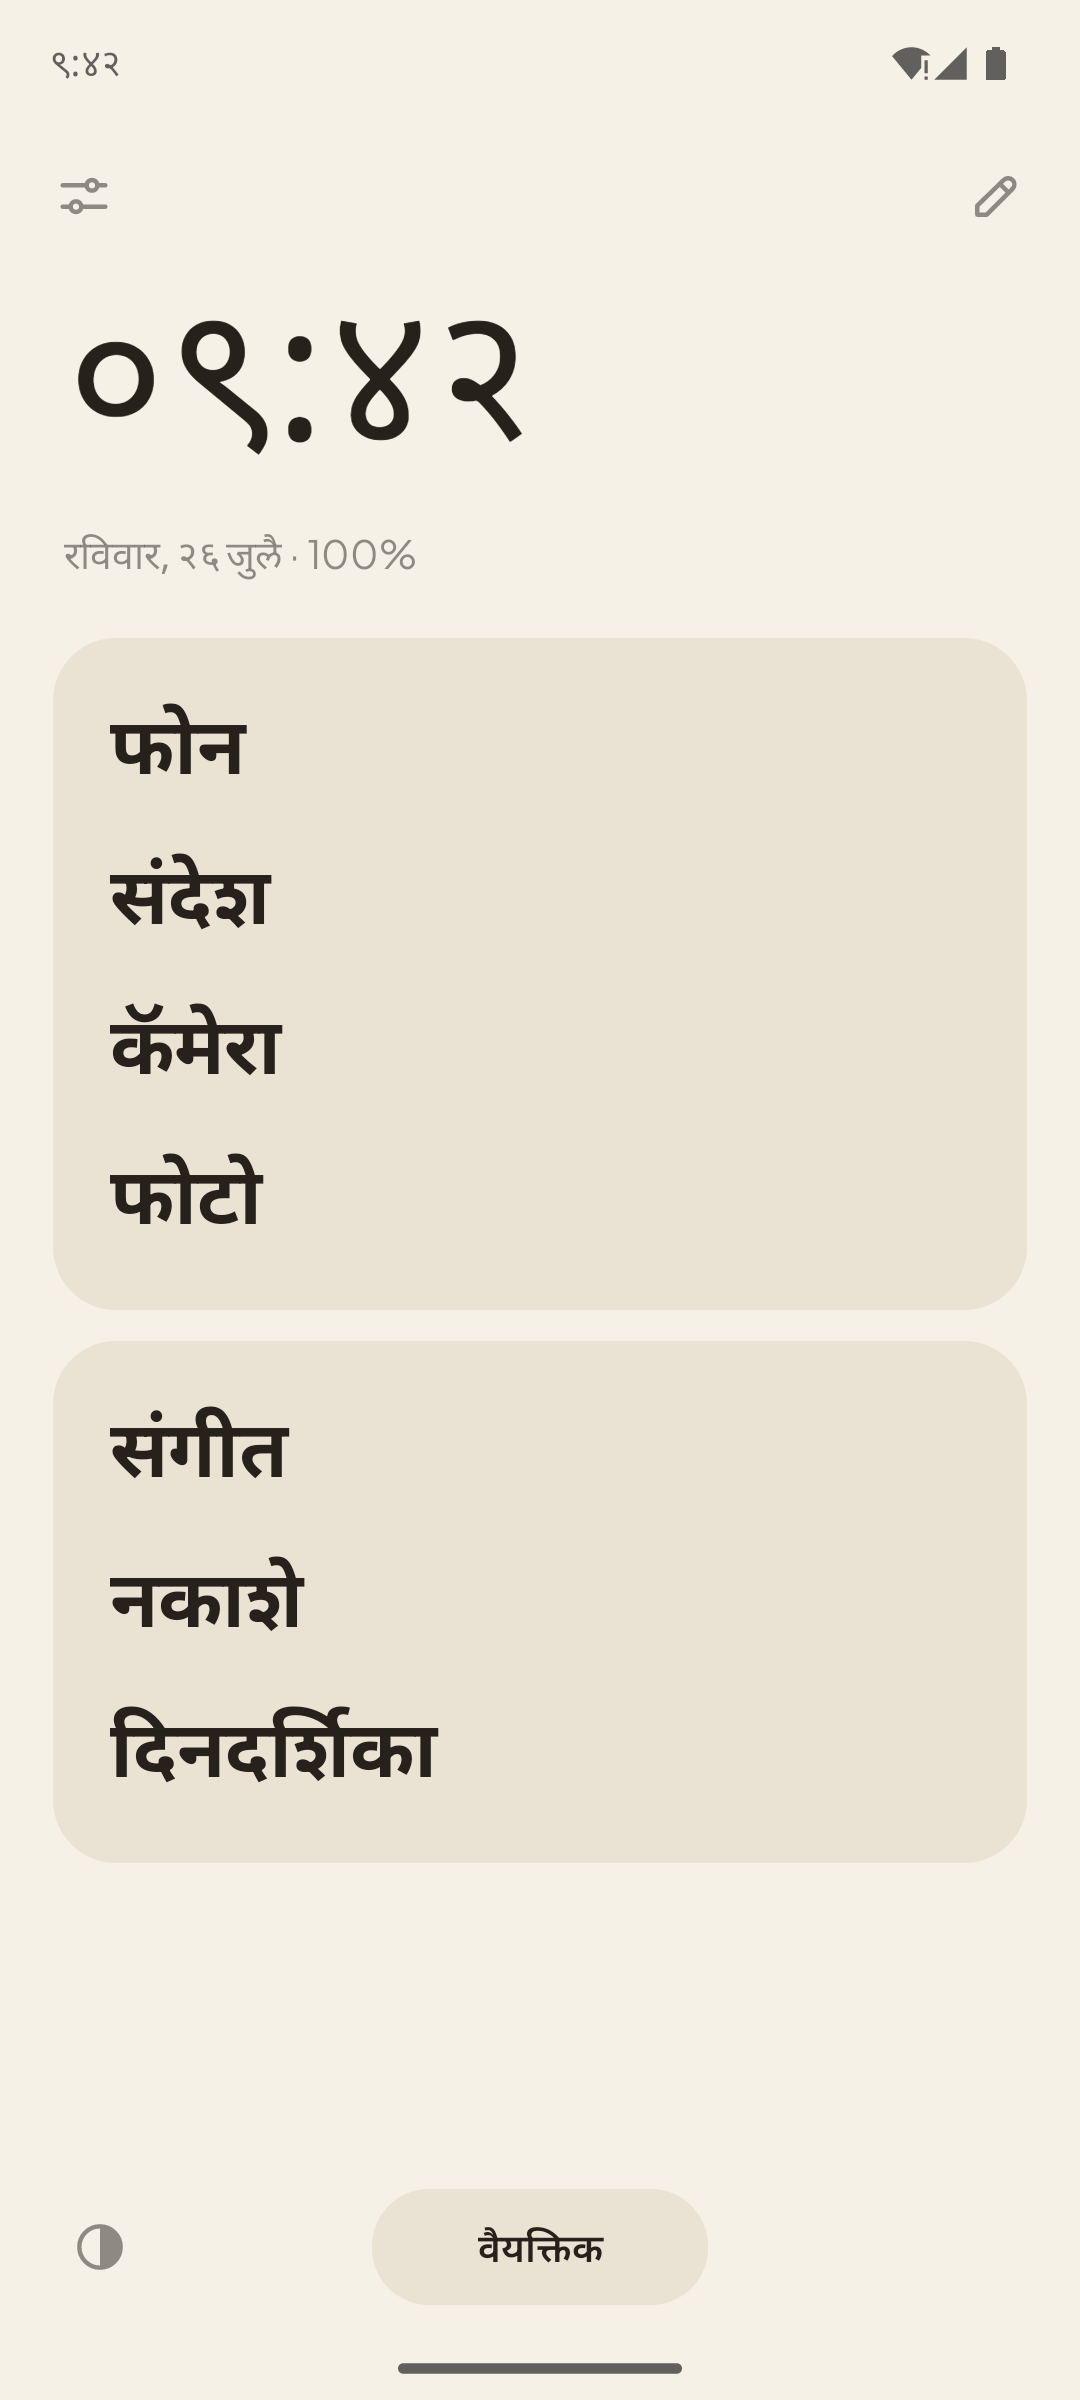 ९:४२
०९:४२
रविवार, २६ जुलै · 100%
फोन
संदेश
कॅमेरा
फोटो
संगीत
नकाशे
दिनदर्शिका
वैयक्तिक